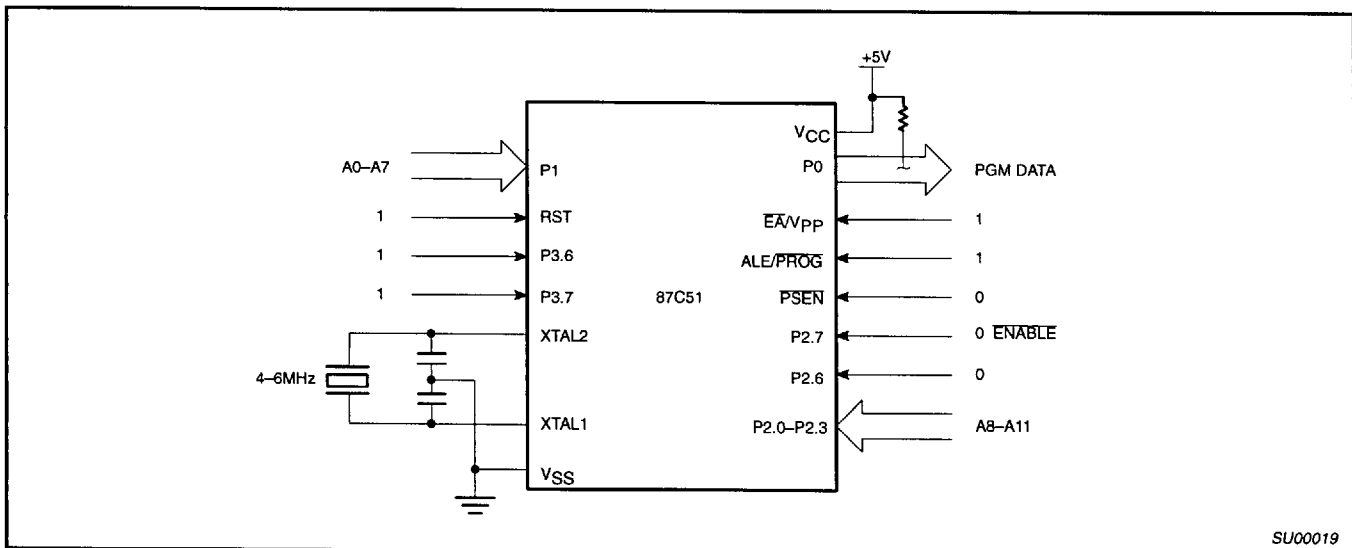 +5V
VCC
A0–A7
P1
P0
PGM DATA
1
RST
EA/VPP
1
1
P3.6
ALE/PROG
1
1
P3.7
87C51
PSEN
0
XTAL2
P2.7
0 ENABLE
4–6MHz
P2.6
0
XTAL1
P2.0–P2.3
A8–A11
VSS
SU00019